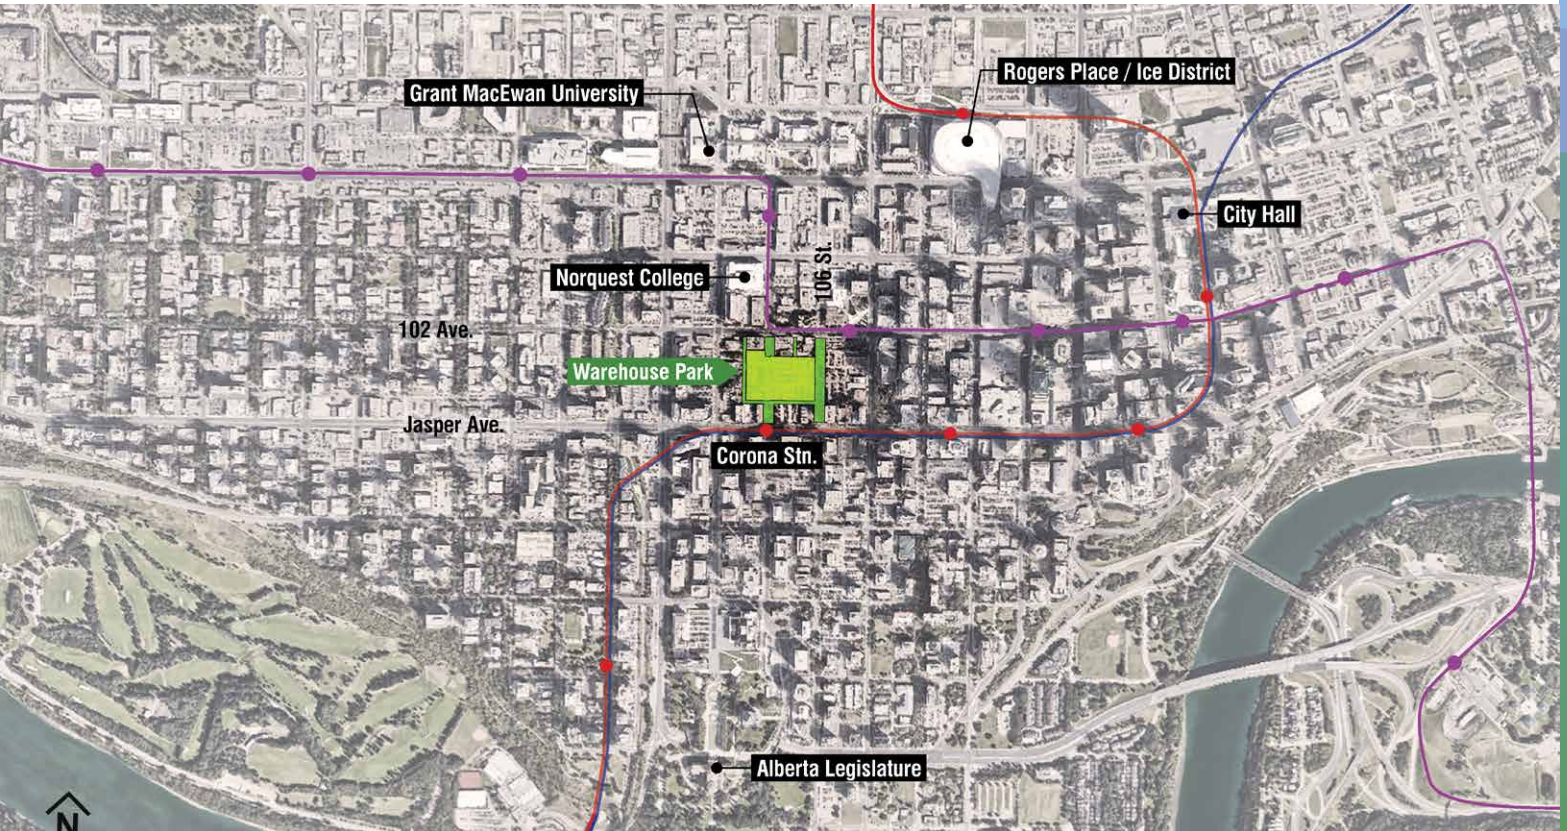 Rogers Place / Ice District
Grant MacEwan University
City Hall
106 St.
Norquest College
102 Ave.
Warehouse Park
Jasper Ave.
Corona Stn.
Alberta Legislature
N